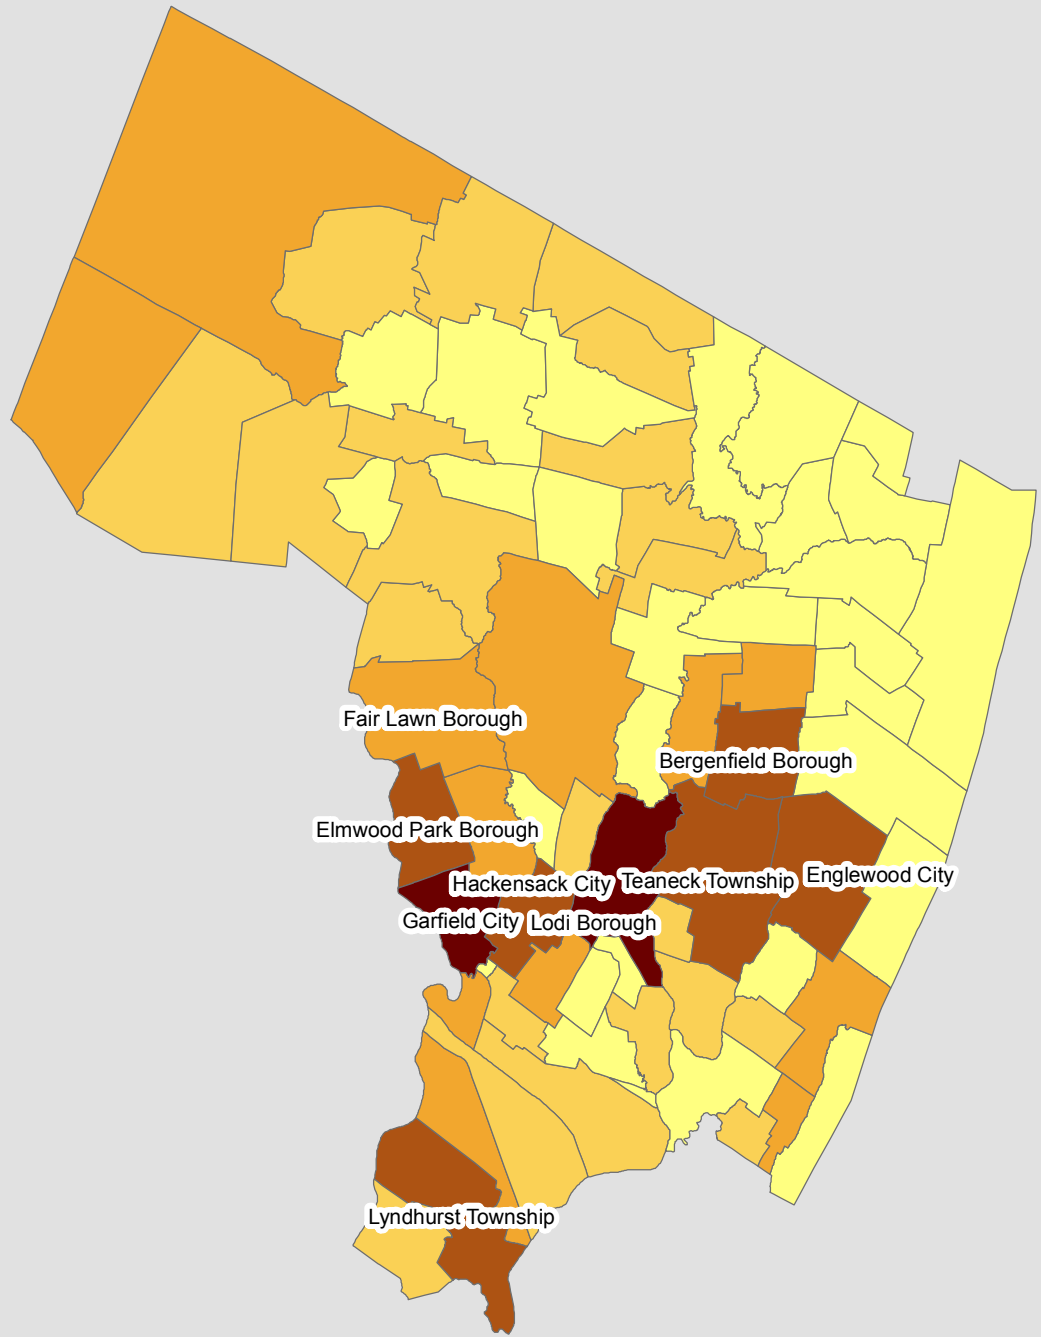 Fair Lawn Borough
Bergenfield Borough
Elmwood Park Borough
Englewood City
Hackensack City
Teaneck Township
Garfield City
Lodi Borough
Lyndhurst Township